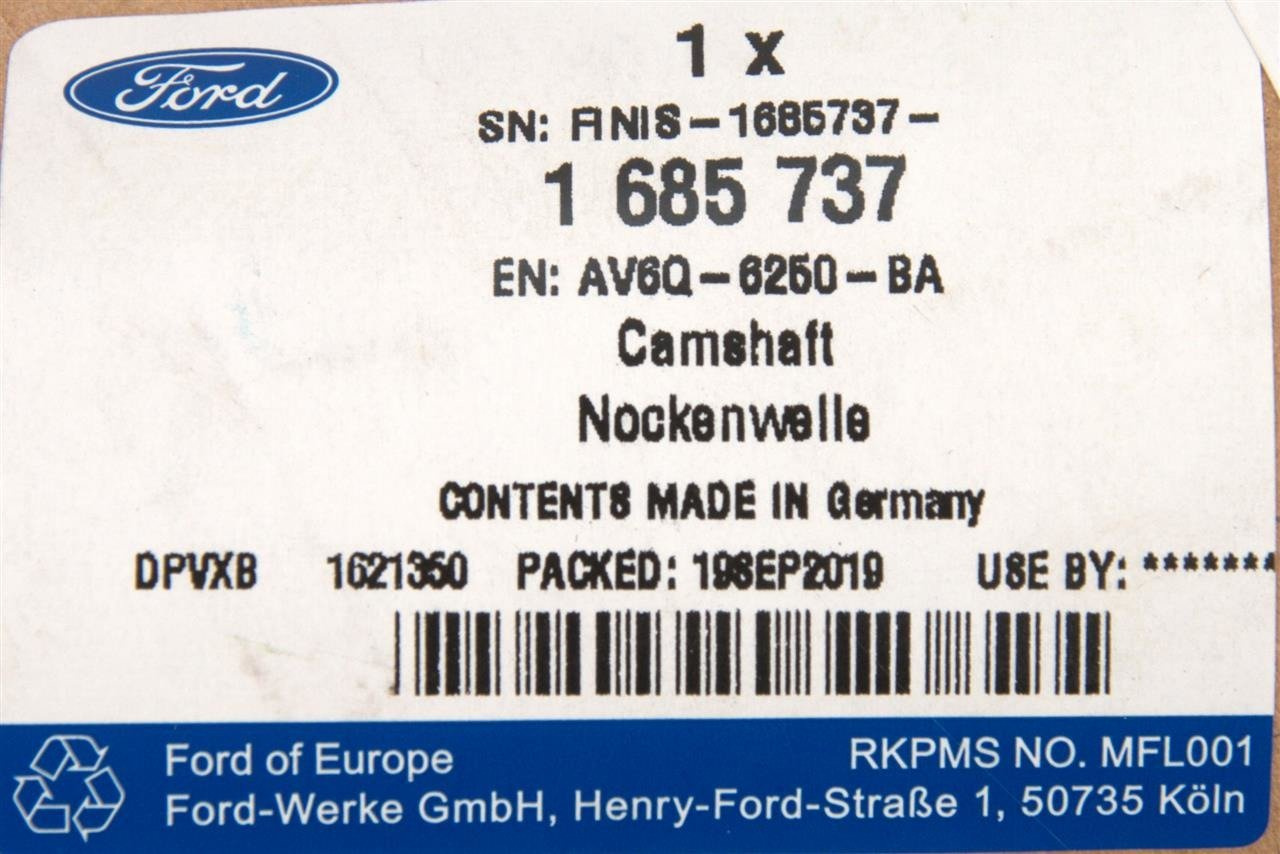 Ford
1 x
SN: FINIS-1685737-
1 685 737
EN: AV6Q-6250-BA
Camshaft
Nockenwelle
CONTENTS MADE IN Germany
DPVXB 1621350 PACKED: 19SEP2019 USE BY: *******
Ford of Europe RKPMS NO. MFL001
Ford-Werke GmbH, Henry-Ford-Straße 1, 50735 Köln